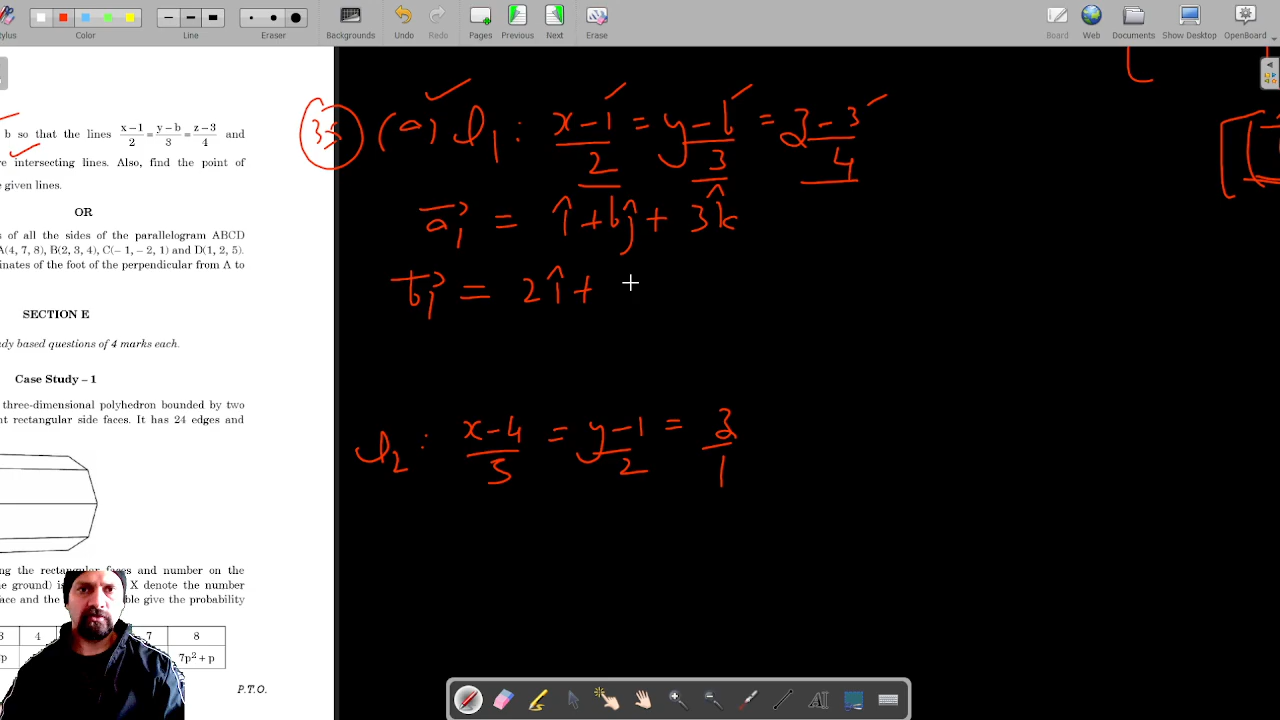 Stylus Color Line Eraser Backgrounds Undo Redo Pages Previous Next Erase Board Web Documents Show Desktop OpenBoard
b so that the lines x−1/2 = y−b/3 = z−3/4 and
re intersecting lines. Also, find the point of
given lines.
OR
s of all the sides of the parallelogram ABCD
A(4, 7, 8), B(2, 3, 4), C(− 1, − 2, 1) and D(1, 2, 5).
dinates of the foot of the perpendicular from A to
SECTION E
udy based questions of 4 marks each.
Case Study – 1
three-dimensional polyhedron bounded by two
nt rectangular side faces. It has 24 edges and
ng the rectangular faces and number on the
he ground) is X denote the number
ace and the ble give the probability
3 4 7 8
p 7p² + p
P.T.O.
(a) l₁ : x−1/2 = y−b/3 = z−3/4
a₁ = î + bĵ + 3k̂
b₁ = 2î +
l₂ : x−4/5 = y−1/2 = z/1